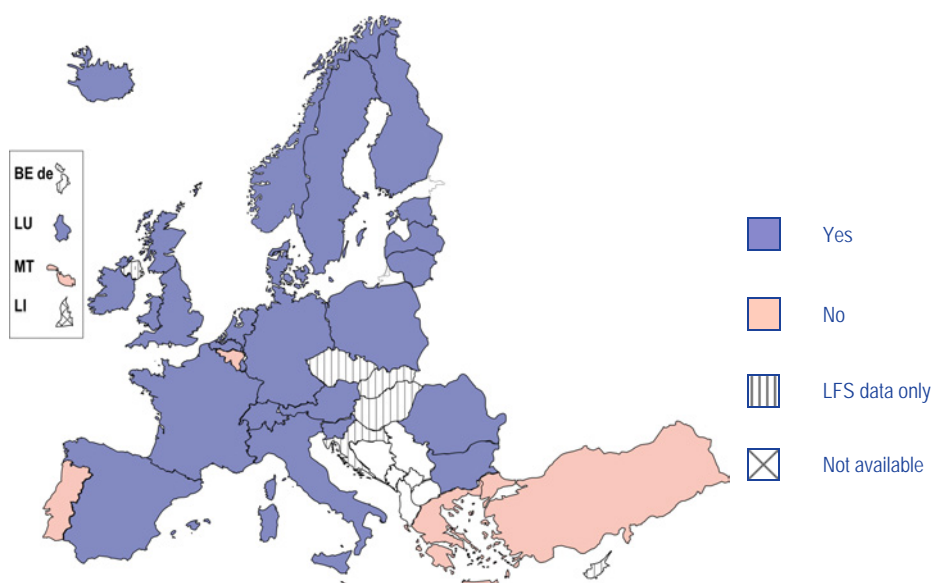 BE de
LU
MT
LI
Yes
No
LFS data only
Not available